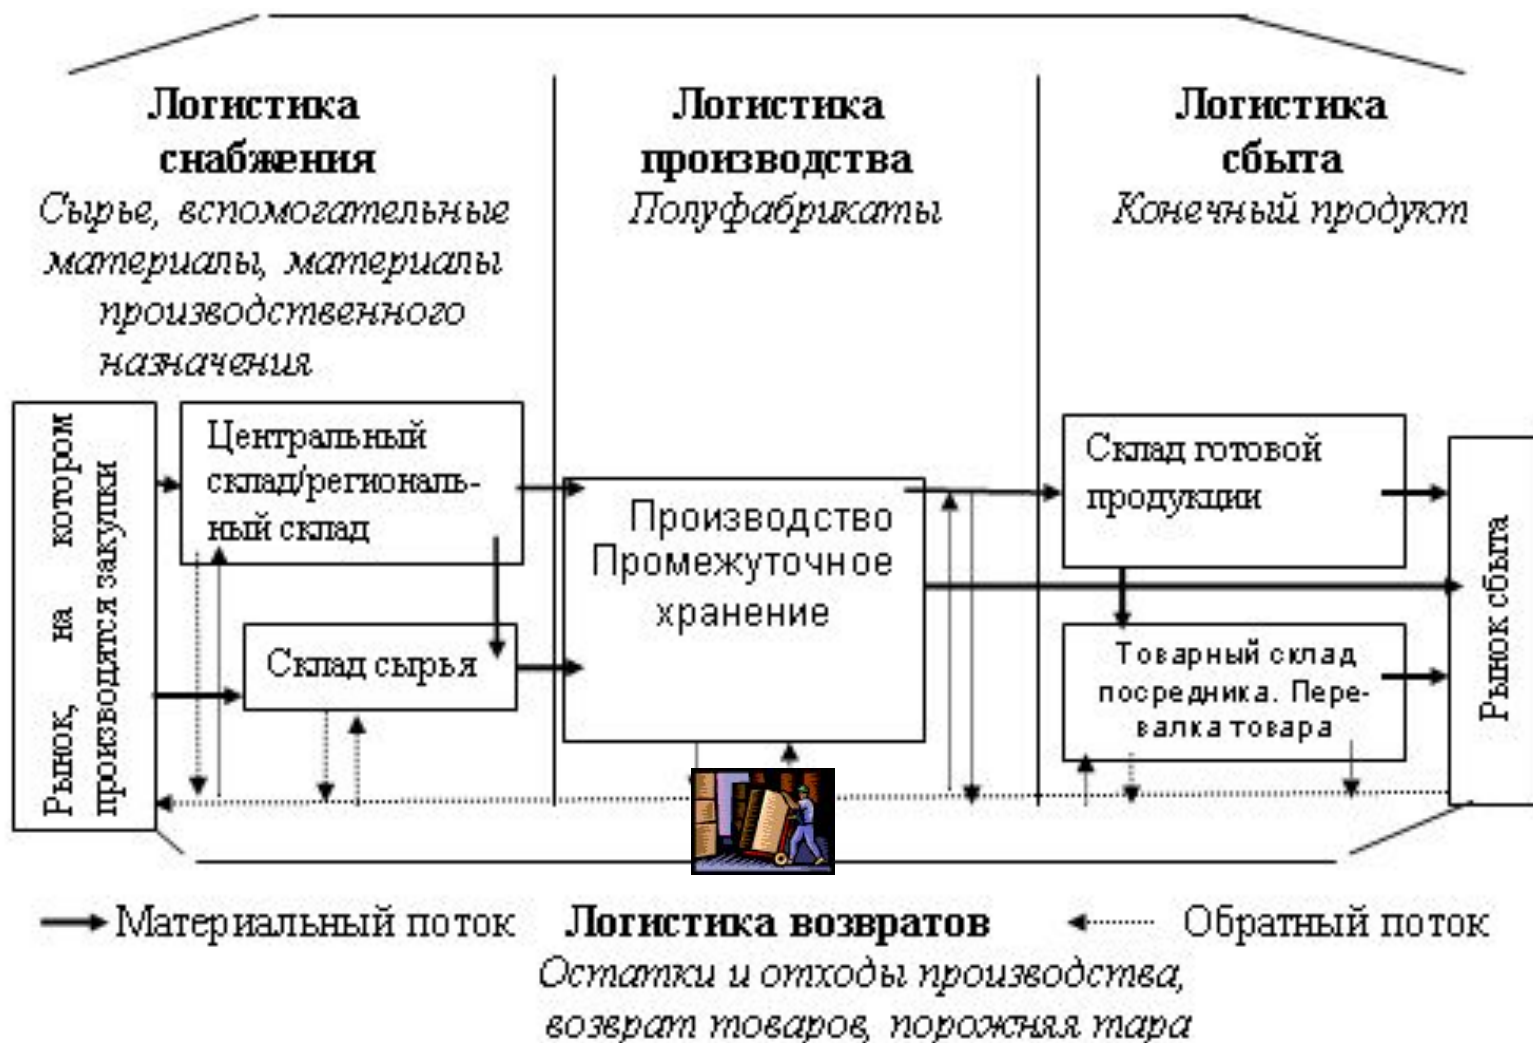 Логистика
снабжения
Сырье, вспомогательные
материалы, материалы
производственного
назначения
Логистика
производства
Полуфабрикаты
Логистика
сбыта
Конечный продукт
Рынок, на котором
производятся закупки
Центральный
склад/региональ-
ный склад
Склад сырья
Производство
Промежуточное
хранение
Склад готовой
продукции
Товарный склад
посредника. Пере-
валка товара
Рынок сбыта
Материальный поток
Логистика возвратов
Обратный поток
Остатки и отходы производства,
возврат товаров, порожняя тара